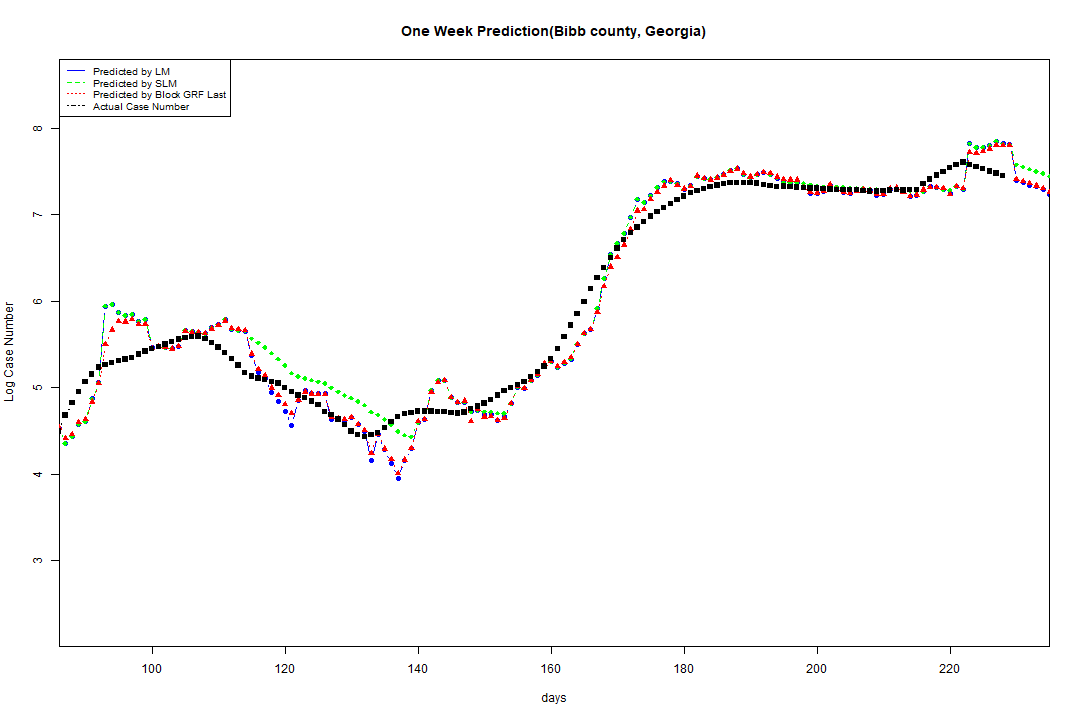 One Week Prediction(Bibb county, Georgia)
Predicted by LM
Predicted by SLM
Predicted by Block GRF Last
Actual Case Number
8
7
6
5
4
3
Log Case Number
100 120 140 160 180 200 220
days